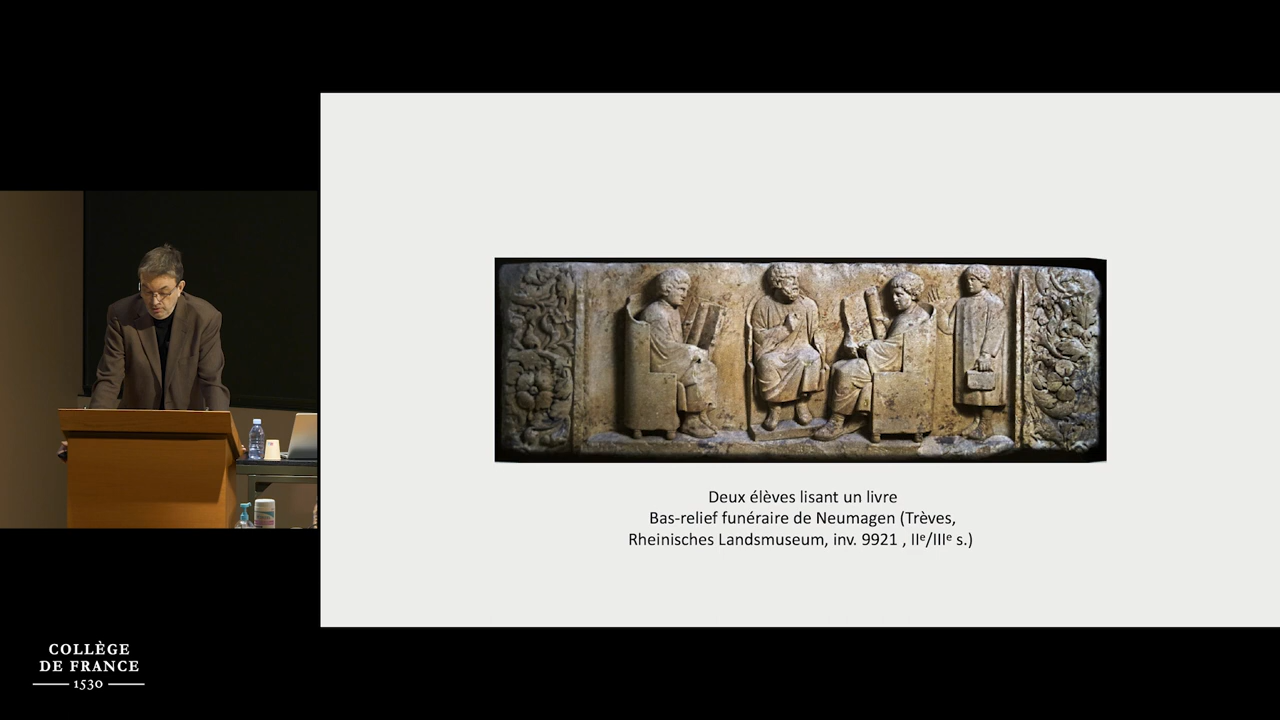 Deux élèves lisant un livre
Bas-relief funéraire de Neumagen (Trèves,
Rheinisches Landsmuseum, inv. 9921 , IIᵉ/IIIᵉ s.)
COLLÈGE
DE FRANCE
1530